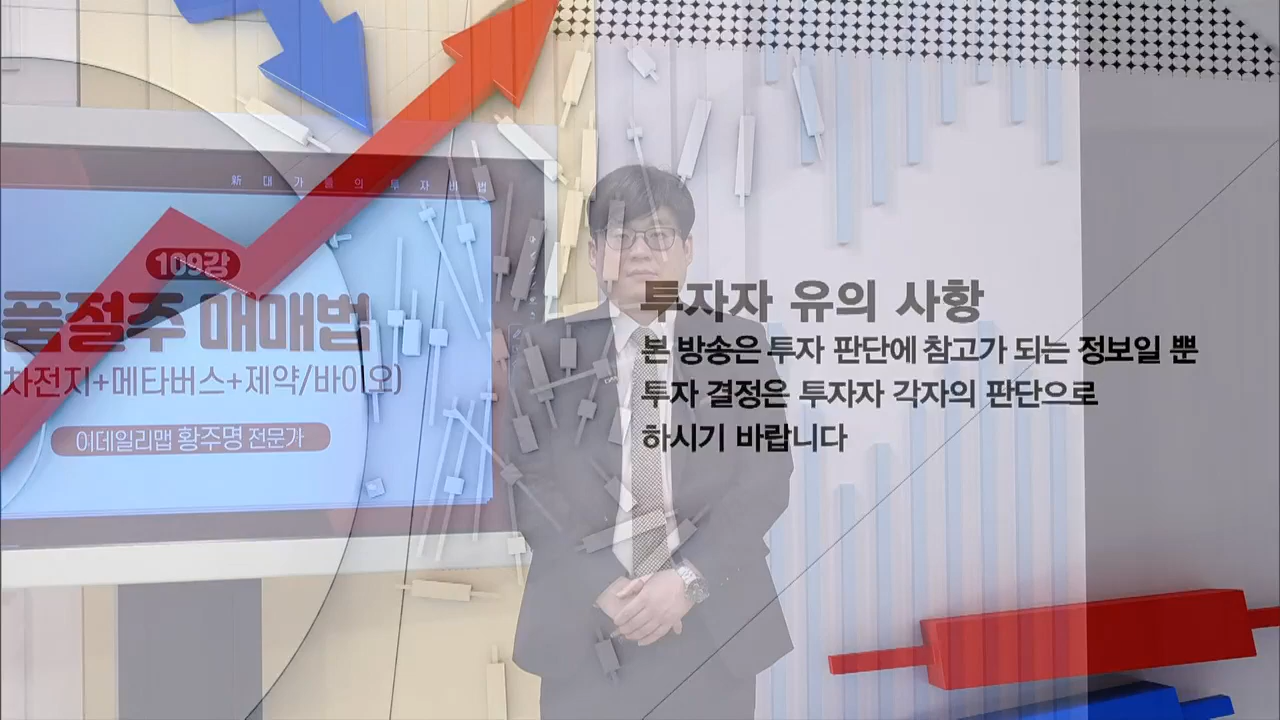 新 대가들의 투자비법
109강
품절주 매매법
차전지+메타버스+제약/바이오)
이데일리맵 황주명 전문가
투자자 유의 사항
본 방송은 투자 판단에 참고가 되는 정보일 뿐
투자 결정은 투자자 각자의 판단으로
하시기 바랍니다